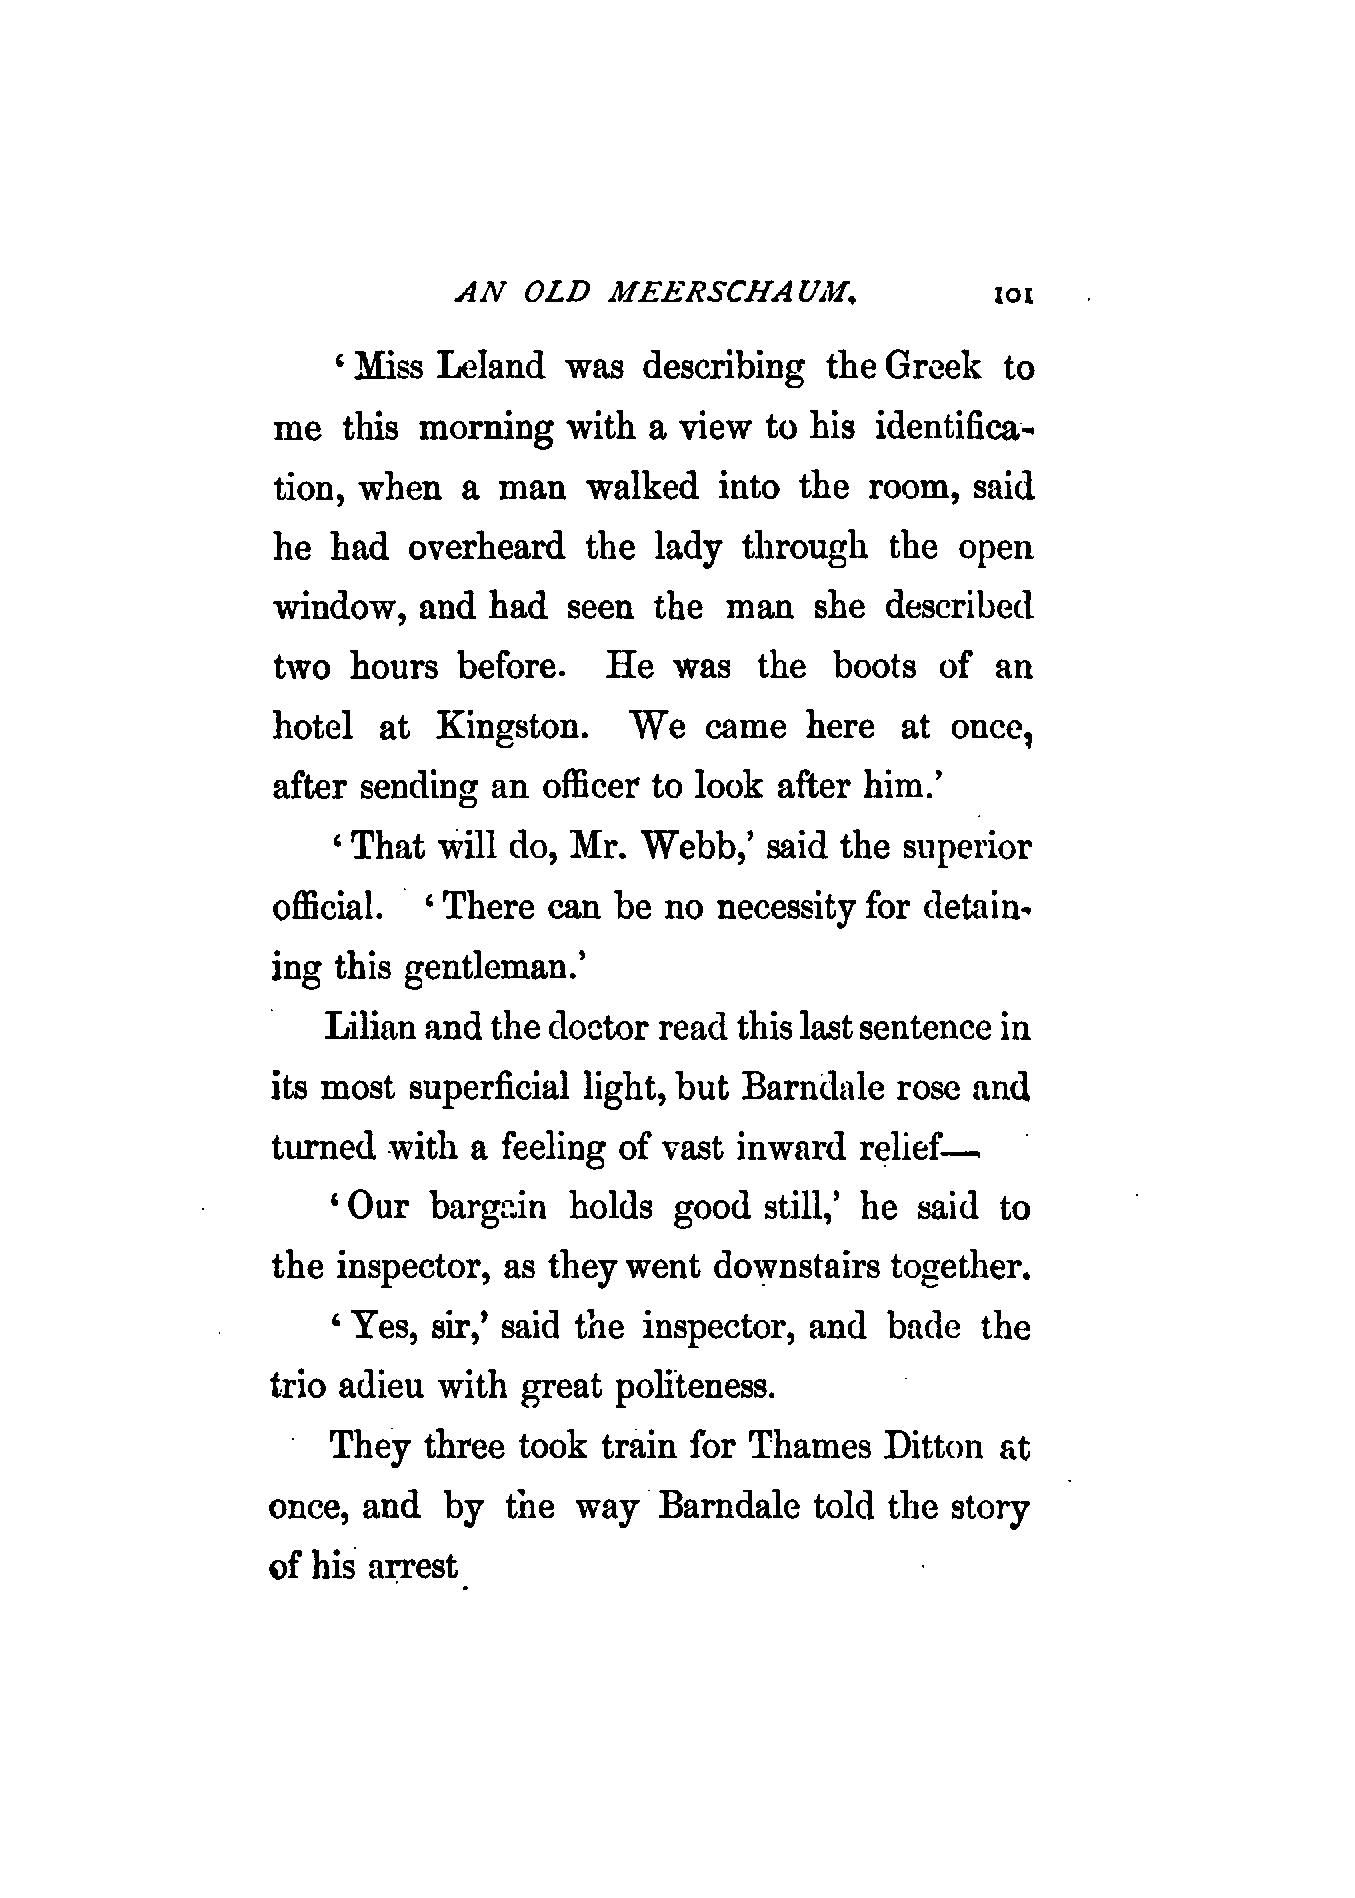 AN OLD MEERSCHAUM. 101
‘ Miss Leland was describing the Greek to
me this morning with a view to his identifica-
tion, when a man walked into the room, said
he had overheard the lady through the open
window, and had seen the man she described
two hours before. He was the boots of an
hotel at Kingston. We came here at once,
after sending an officer to look after him.’
‘ That will do, Mr. Webb,’ said the superior
official. ‘ There can be no necessity for detain-
ing this gentleman.’
Lilian and the doctor read this last sentence in
its most superficial light, but Barndale rose and
turned with a feeling of vast inward relief—
‘ Our bargain holds good still,’ he said to
the inspector, as they went downstairs together.
‘ Yes, sir,’ said the inspector, and bade the
trio adieu with great politeness.
They three took train for Thames Ditton at
once, and by the way Barndale told the story
of his arrest.